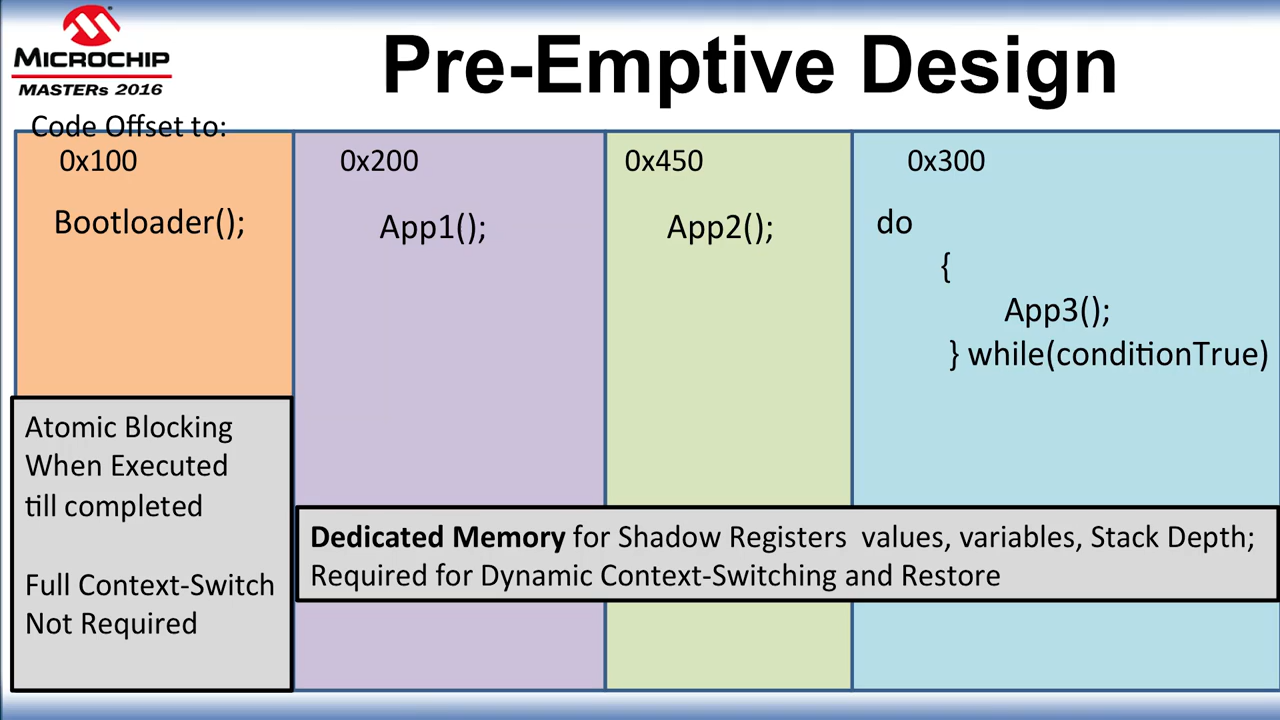 MICROCHIP
MASTERs 2016
Pre-Emptive Design
Code Offset to:
0x100
Bootloader();
Atomic Blocking
When Executed
till completed
Full Context-Switch
Not Required
0x200
App1();
0x450
App2();
0x300
do
{
App3();
} while(conditionTrue)
Dedicated Memory for Shadow Registers values, variables, Stack Depth;
Required for Dynamic Context-Switching and Restore